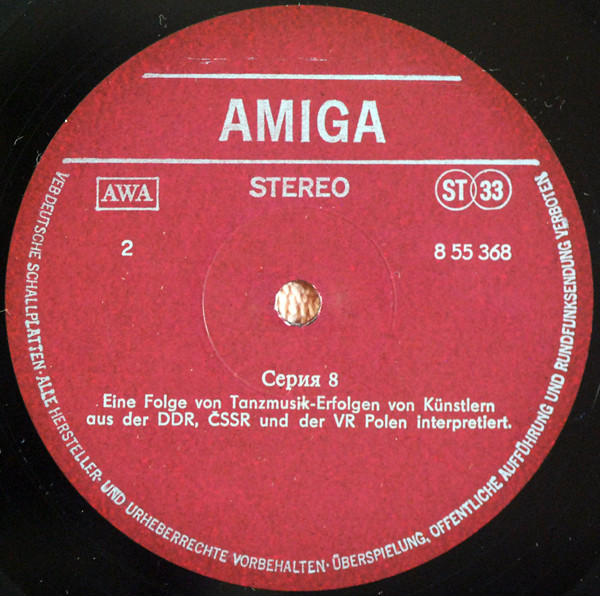 AMIGA
AWA
STEREO
ST 33
2
8 55 368
Серия 8
Eine Folge von Tanzmusik-Erfolgen von Künstlern
aus der DDR, ČSSR und der VR Polen interpretiert.
VEB DEUTSCHE SCHALLPLATTEN · ALLE HERSTELLER- UND URHEBERRECHTE VORBEHALTEN · ÜBERSPIELUNG, ÖFFENTLICHE AUFFÜHRUNG UND RUNDFUNKSENDUNG VERBOTEN